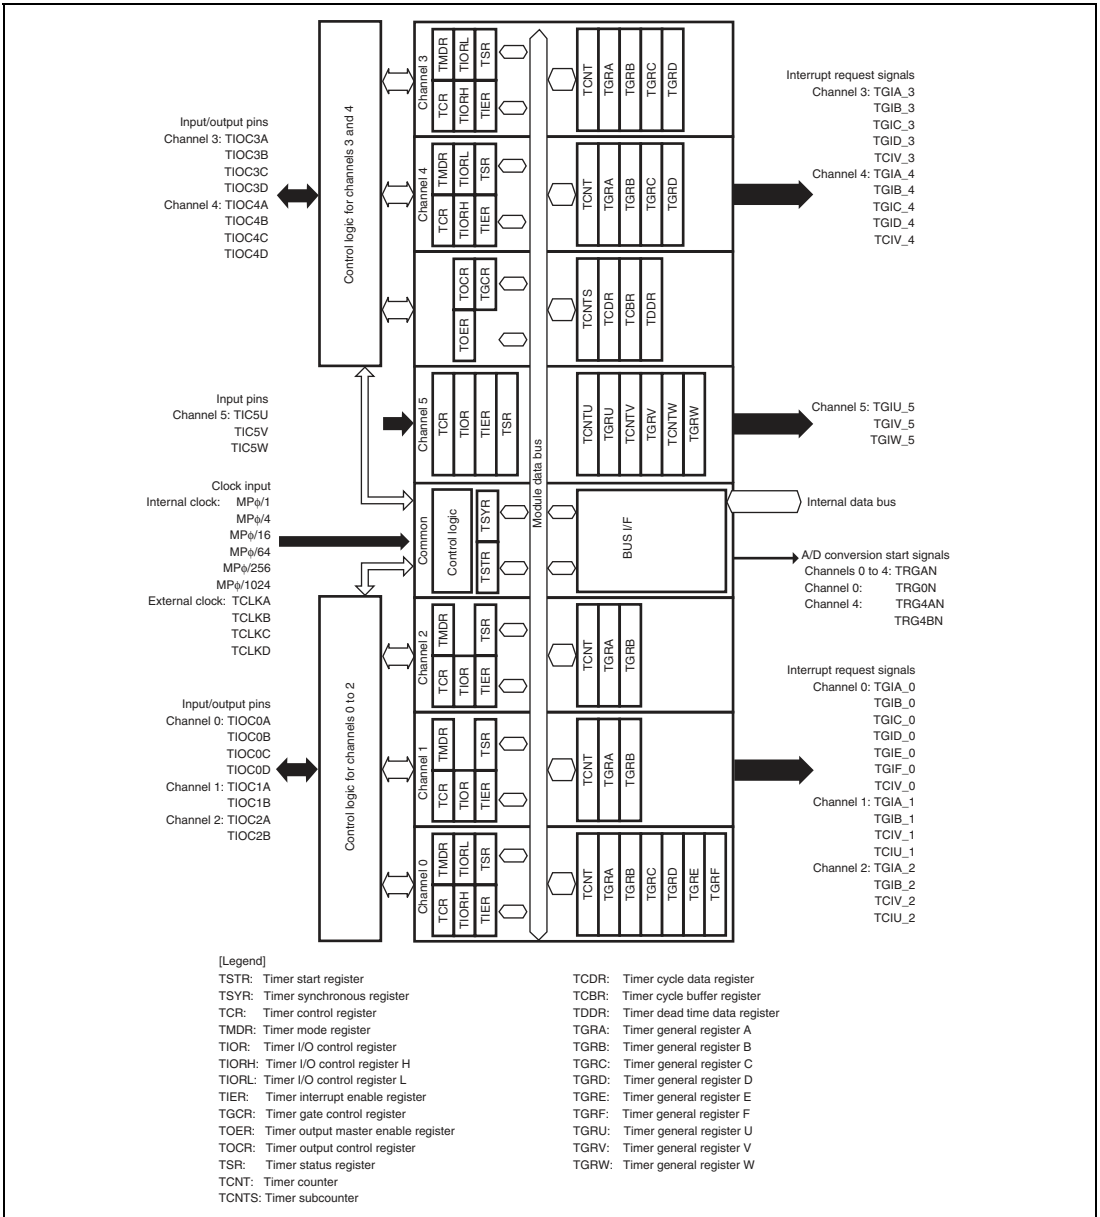 Input/output pins
Channel 3: TIOC3A
TIOC3B
TIOC3C
TIOC3D
Channel 4: TIOC4A
TIOC4B
TIOC4C
TIOC4D
Input pins
Channel 5: TIC5U
TIC5V
TIC5W
Clock input
Internal clock: MPφ/1
MPφ/4
MPφ/16
MPφ/64
MPφ/256
MPφ/1024
External clock: TCLKA
TCLKB
TCLKC
TCLKD
Input/output pins
Channel 0: TIOC0A
TIOC0B
TIOC0C
TIOC0D
Channel 1: TIOC1A
TIOC1B
Channel 2: TIOC2A
TIOC2B
Control logic for channels 3 and 4
Control logic for channels 0 to 2
Channel 3
TMDR
TIORL
TSR
TCR
TIORH
TIER
TCNT
TGRA
TGRB
TGRC
TGRD
Channel 4
TMDR
TIORL
TSR
TCR
TIORH
TIER
TCNT
TGRA
TGRB
TGRC
TGRD
TOCR
TGCR
TOER
TCNTS
TCDR
TCBR
TDDR
Channel 5
TCR
TIOR
TIER
TSR
TCNTU
TGRU
TCNTV
TGRV
TCNTW
TGRW
Module data bus
Common
Control logic
TSYR
TSTR
BUS I/F
Channel 2
TMDR
TSR
TCR
TIOR
TIER
TCNT
TGRA
TGRB
Channel 1
TMDR
TSR
TCR
TIOR
TIER
TCNT
TGRA
TGRB
Channel 0
TMDR
TIORL
TSR
TCR
TIORH
TIER
TCNT
TGRA
TGRB
TGRC
TGRD
TGRE
TGRF
Interrupt request signals
Channel 3: TGIA_3
TGIB_3
TGIC_3
TGID_3
TCIV_3
Channel 4: TGIA_4
TGIB_4
TGIC_4
TGID_4
TCIV_4
Channel 5: TGIU_5
TGIV_5
TGIW_5
Internal data bus
A/D conversion start signals
Channels 0 to 4: TRGAN
Channel 0: TRG0N
Channel 4: TRG4AN
TRG4BN
Interrupt request signals
Channel 0: TGIA_0
TGIB_0
TGIC_0
TGID_0
TGIE_0
TGIF_0
TCIV_0
Channel 1: TGIA_1
TGIB_1
TCIV_1
TCIU_1
Channel 2: TGIA_2
TGIB_2
TCIV_2
TCIU_2
[Legend]
TSTR: Timer start register
TSYR: Timer synchronous register
TCR: Timer control register
TMDR: Timer mode register
TIOR: Timer I/O control register
TIORH: Timer I/O control register H
TIORL: Timer I/O control register L
TIER: Timer interrupt enable register
TGCR: Timer gate control register
TOER: Timer output master enable register
TOCR: Timer output control register
TSR: Timer status register
TCNT: Timer counter
TCNTS: Timer subcounter
TCDR: Timer cycle data register
TCBR: Timer cycle buffer register
TDDR: Timer dead time data register
TGRA: Timer general register A
TGRB: Timer general register B
TGRC: Timer general register C
TGRD: Timer general register D
TGRE: Timer general register E
TGRF: Timer general register F
TGRU: Timer general register U
TGRV: Timer general register V
TGRW: Timer general register W